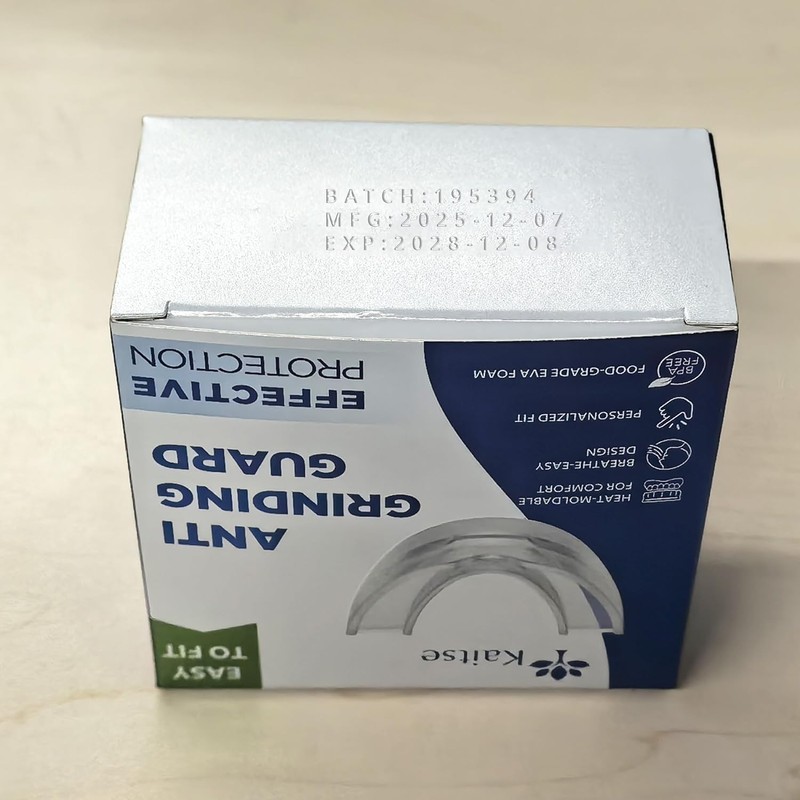 BATCH:195394
MFG:2025-12-07
EXP:2028-12-08
Kaitse
EASY
TO FIT
ANTI
GRINDING
GUARD
EFFECTIVE
PROTECTION
HEAT-MOLDABLE
FOR COMFORT
BREATHE-EASY
DESIGN
PERSONALIZED FIT
BPA
FREE
FOOD-GRADE EVA FOAM